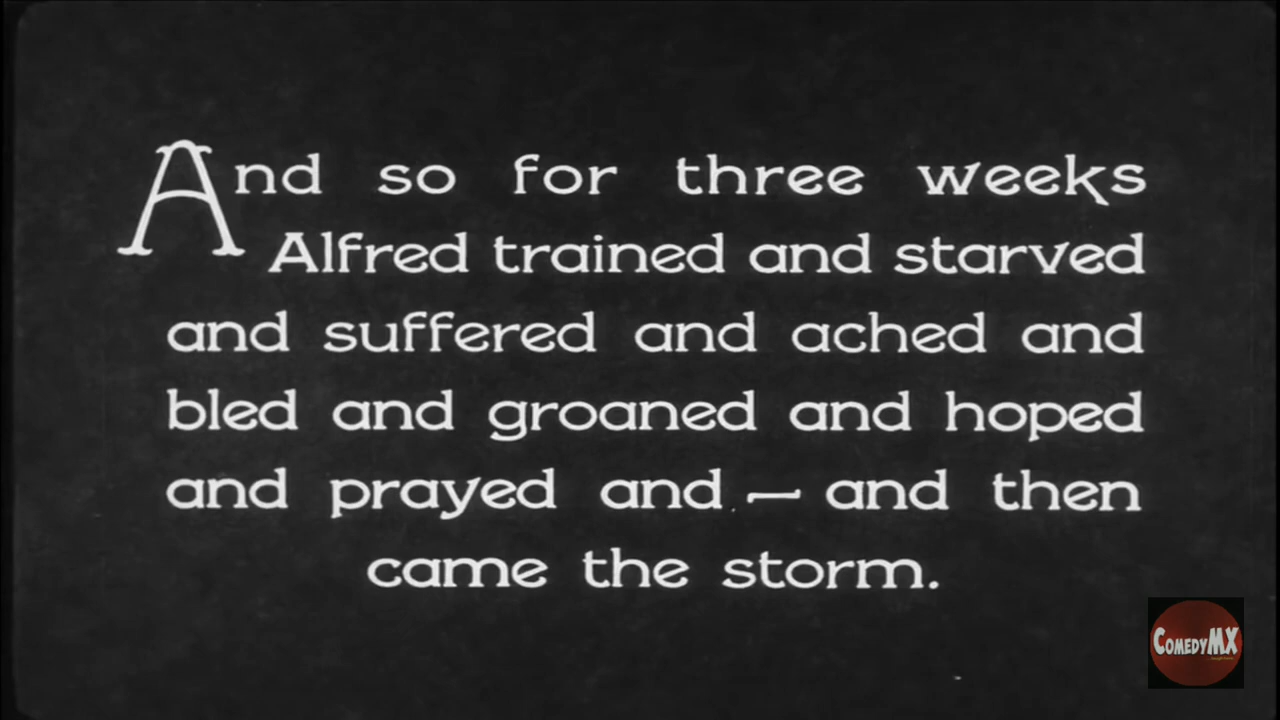 And so for three weeks
Alfred trained and starved
and suffered and ached and
bled and groaned and hoped
and prayed and — and then
came the storm.
COMEDYMX